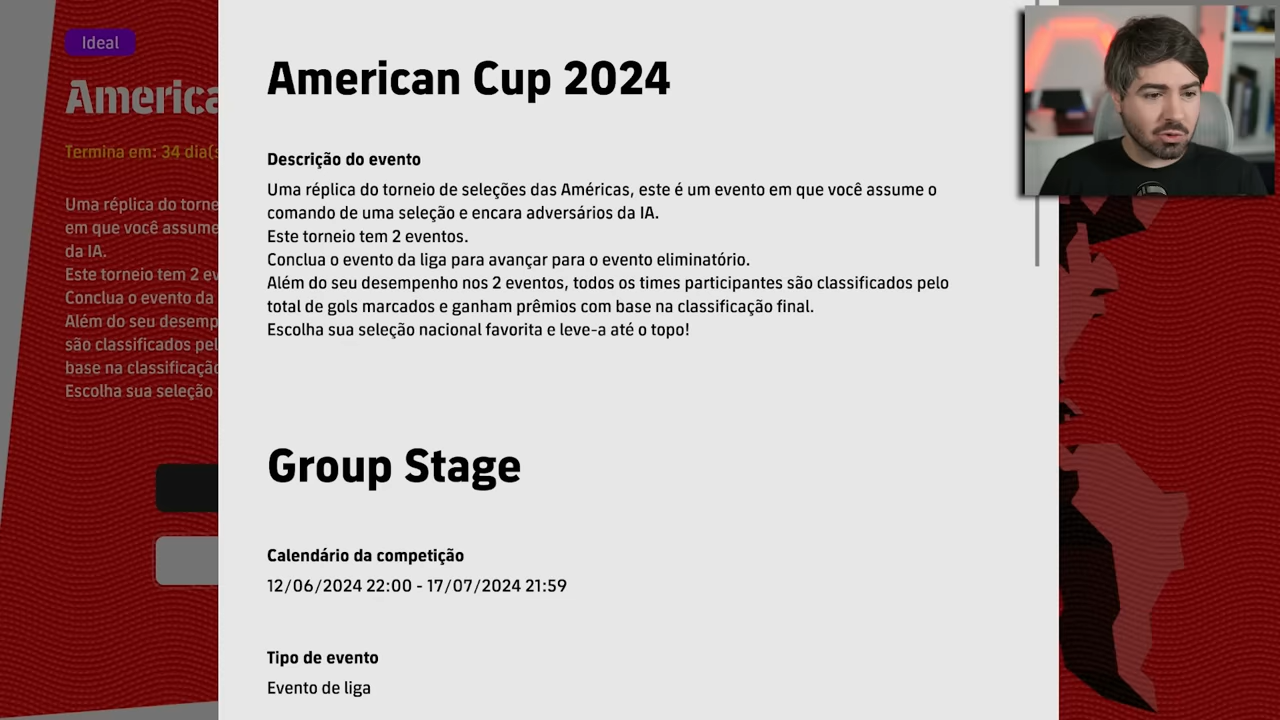 Ideal
America
Termina em: 34 dia(s
Uma réplica do torne
em que você assume
da IA.
Este torneio tem 2 ev
Conclua o evento da
Além do seu desemp
são classificados pel
base na classificação
Escolha sua seleção
American Cup 2024
Descrição do evento
Uma réplica do torneio de seleções das Américas, este é um evento em que você assume o
comando de uma seleção e encara adversários da IA.
Este torneio tem 2 eventos.
Conclua o evento da liga para avançar para o evento eliminatório.
Além do seu desempenho nos 2 eventos, todos os times participantes são classificados pelo
total de gols marcados e ganham prêmios com base na classificação final.
Escolha sua seleção nacional favorita e leve-a até o topo!
Group Stage
Calendário da competição
12/06/2024 22:00 - 17/07/2024 21:59
Tipo de evento
Evento de liga